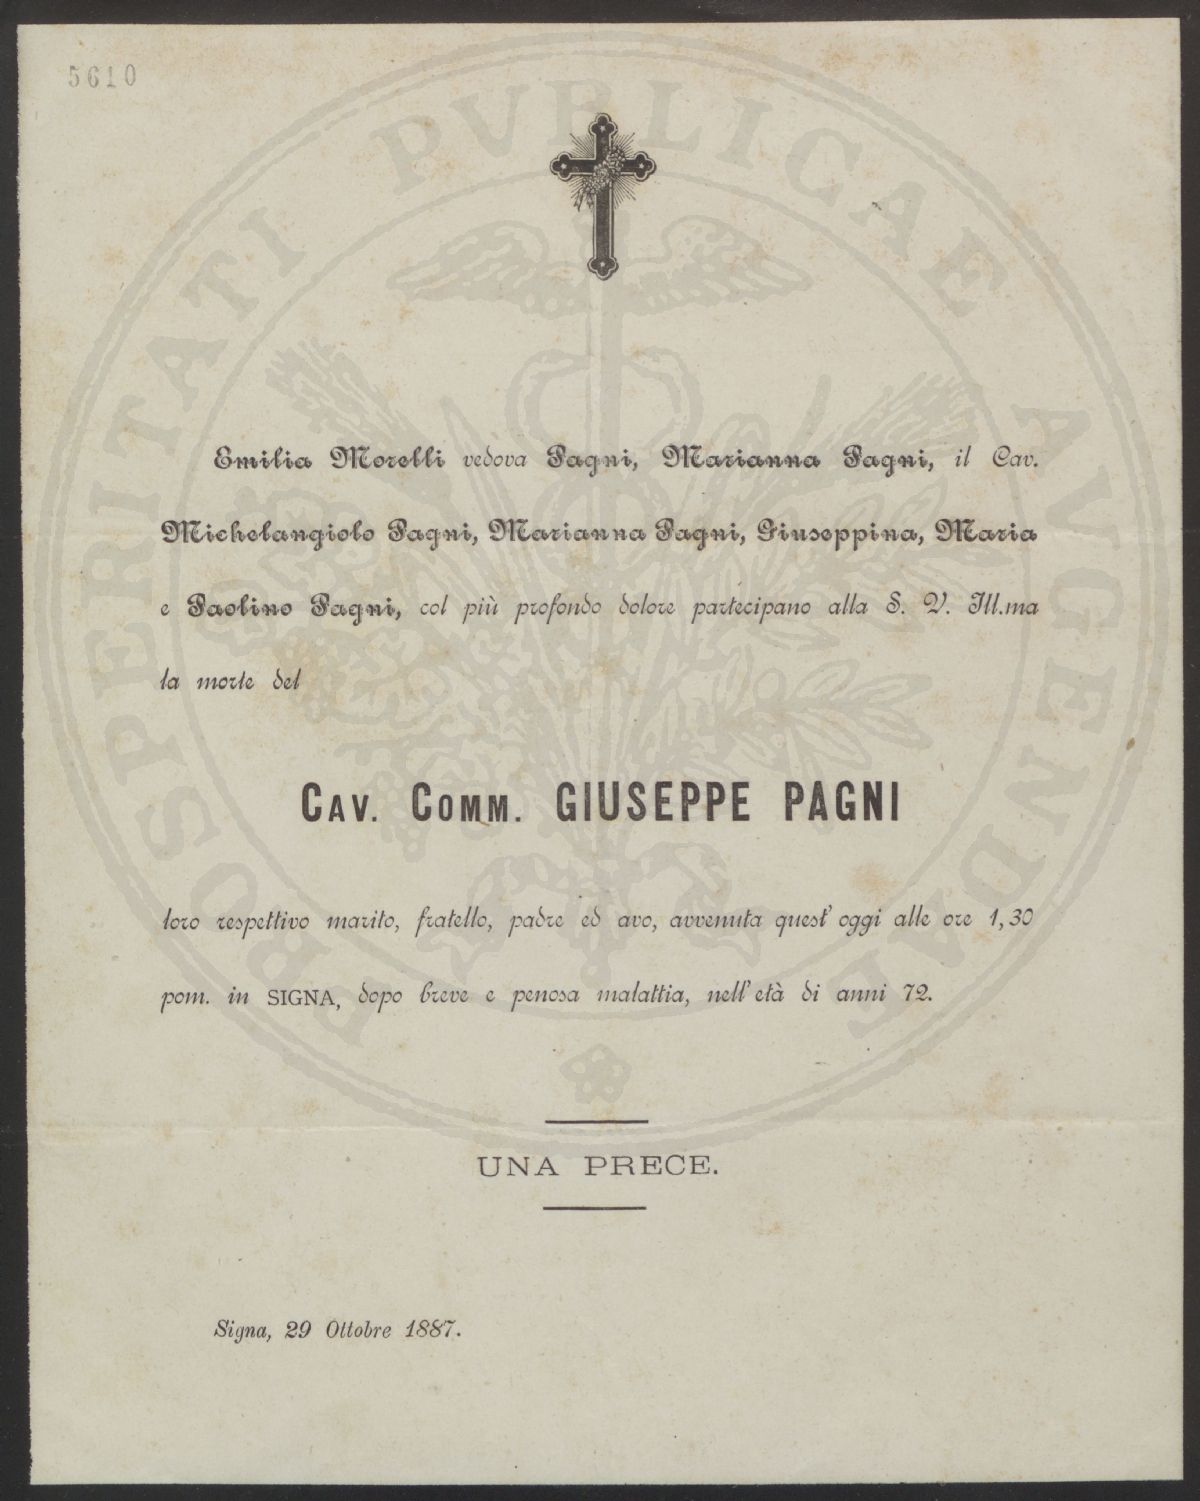 5610
PROSPERITATI PUBLICAE AVGENDAE
Emilia Morelli vedova Pagni, Marianna Pagni, il Cav.
Michelangiolo Pagni, Marianna Pagni, Giuseppina, Maria
e Paolino Pagni, col più profondo dolore partecipano alla S. V. Ill.ma
la morte del
CAV. COMM. GIUSEPPE PAGNI
loro respettivo marito, fratello, padre ed avo, avvenuta quest' oggi alle ore 1,30
pom. in SIGNA, dopo breve e penosa malattia, nell' età di anni 72.
UNA PRECE.
Signa, 29 Ottobre 1887.